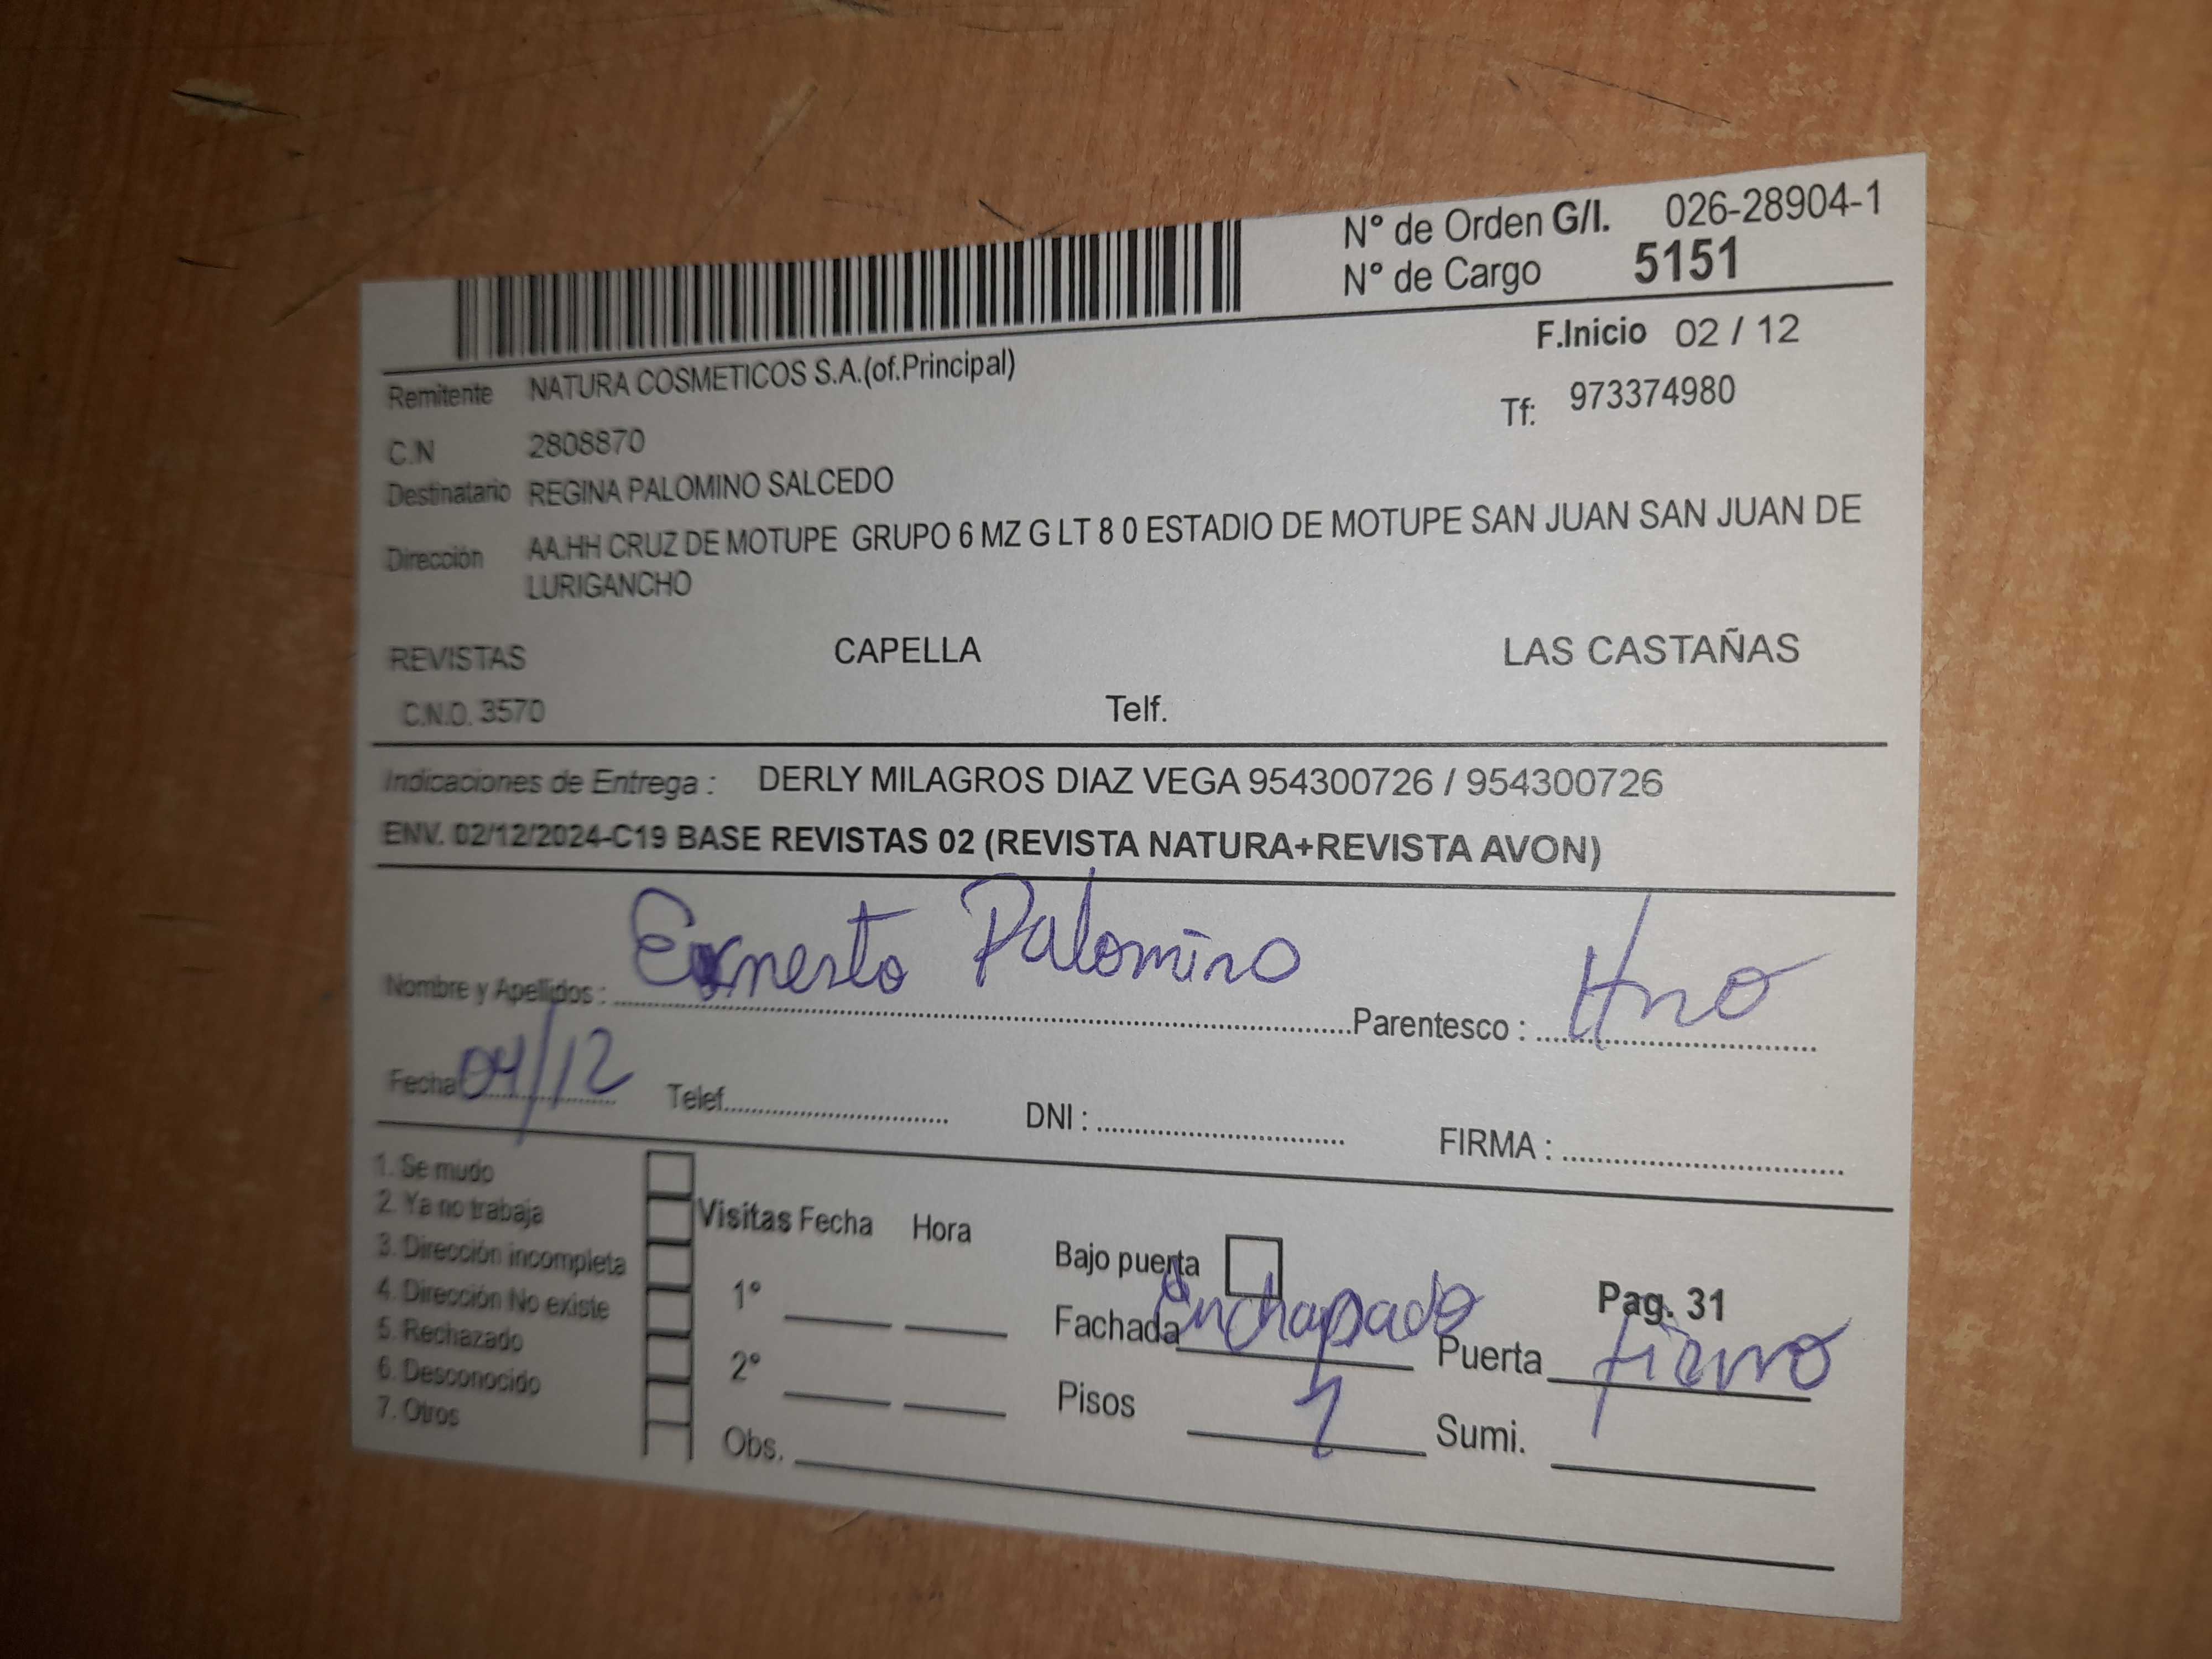 N° de Orden G/I. 026-28904-1
N° de Cargo 5151
F.Inicio 02 / 12
Remitente NATURA COSMETICOS S.A.(of.Principal)
Tf: 973374980
C.N 2808870
Destinatario REGINA PALOMINO SALCEDO
Dirección AA.HH CRUZ DE MOTUPE GRUPO 6 MZ G LT 8 0 ESTADIO DE MOTUPE SAN JUAN SAN JUAN DE
LURIGANCHO
REVISTAS CAPELLA LAS CASTAÑAS
C.N.O. 3570 Telf.
Indicaciones de Entrega : DERLY MILAGROS DIAZ VEGA 954300726 / 954300726
ENV. 02/12/2024-C19 BASE REVISTAS 02 (REVISTA NATURA+REVISTA AVON)
Nombre y Apellidos : Ernesto Palomino Parentesco : Hno
Fecha 04/12 Telef. DNI : FIRMA :
1. Se mudo
2. Ya no trabaja
3. Dirección incompleta
4. Dirección No existe
5. Rechazado
6. Desconocido
7. Otros
Visitas Fecha Hora
1°
2°
Obs.
Bajo puerta Pag. 31
Fachada Enchapado Puerta fierro
Pisos 1 Sumi.